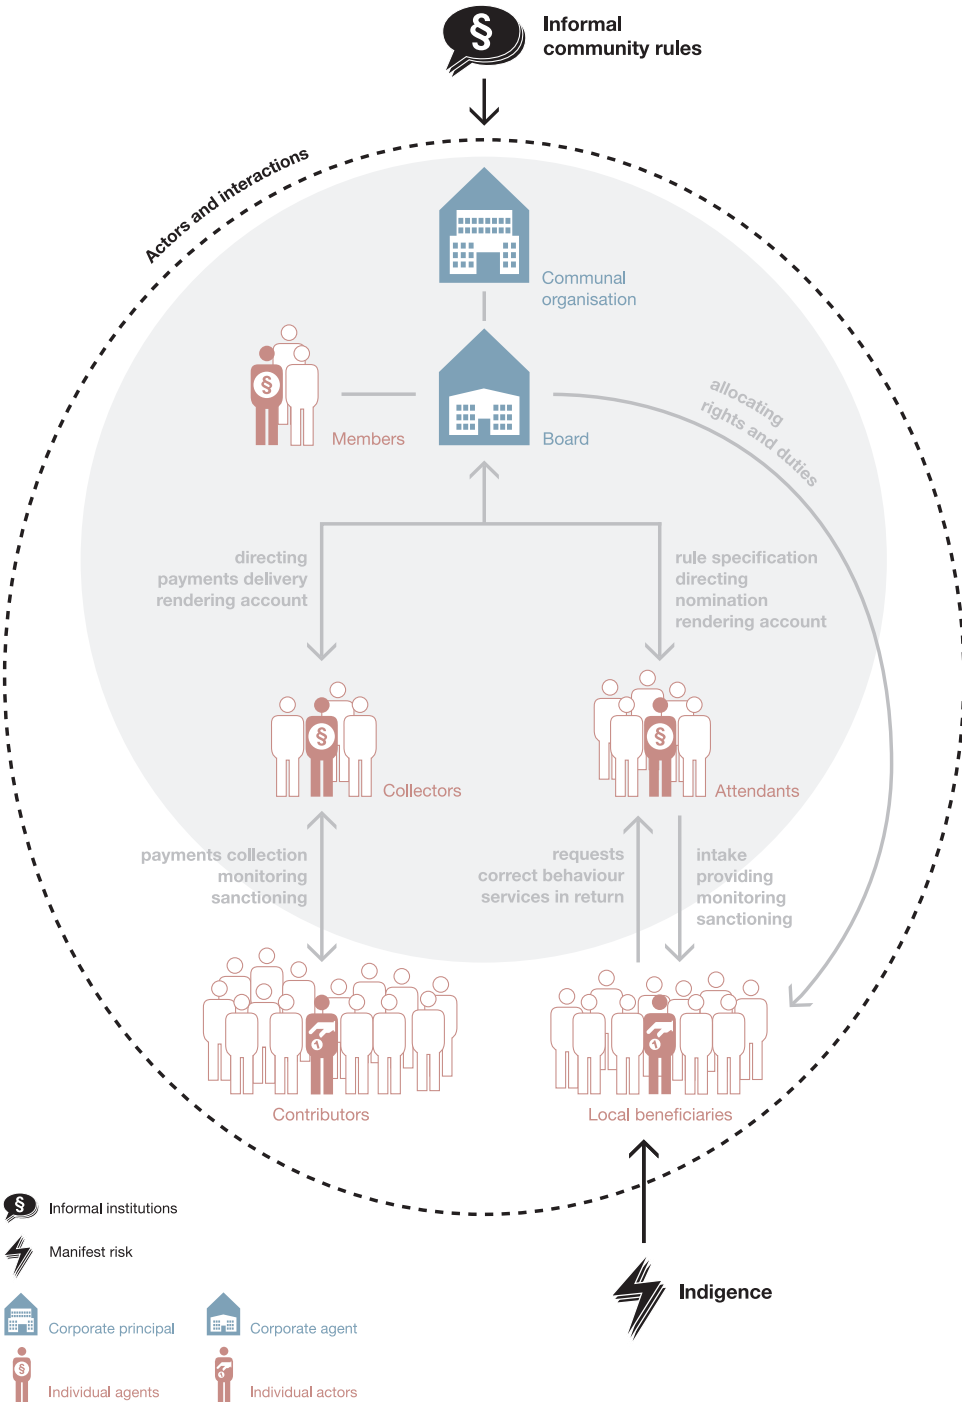 §
Informal
community rules
Actors and interactions
Communal
organisation
allocating
rights and duties
§
Members
Board
directing
payments delivery
rendering account
rule specification
directing
nomination
rendering account
§
Collectors
§
Attendants
payments collection
monitoring
sanctioning
requests
correct behaviour
services in return
intake
providing
monitoring
sanctioning
1
Contributors
1
Local beneficiaries
§
Informal institutions
Manifest risk
Indigence
Corporate principal
Corporate agent
§
Individual agents
Individual actors